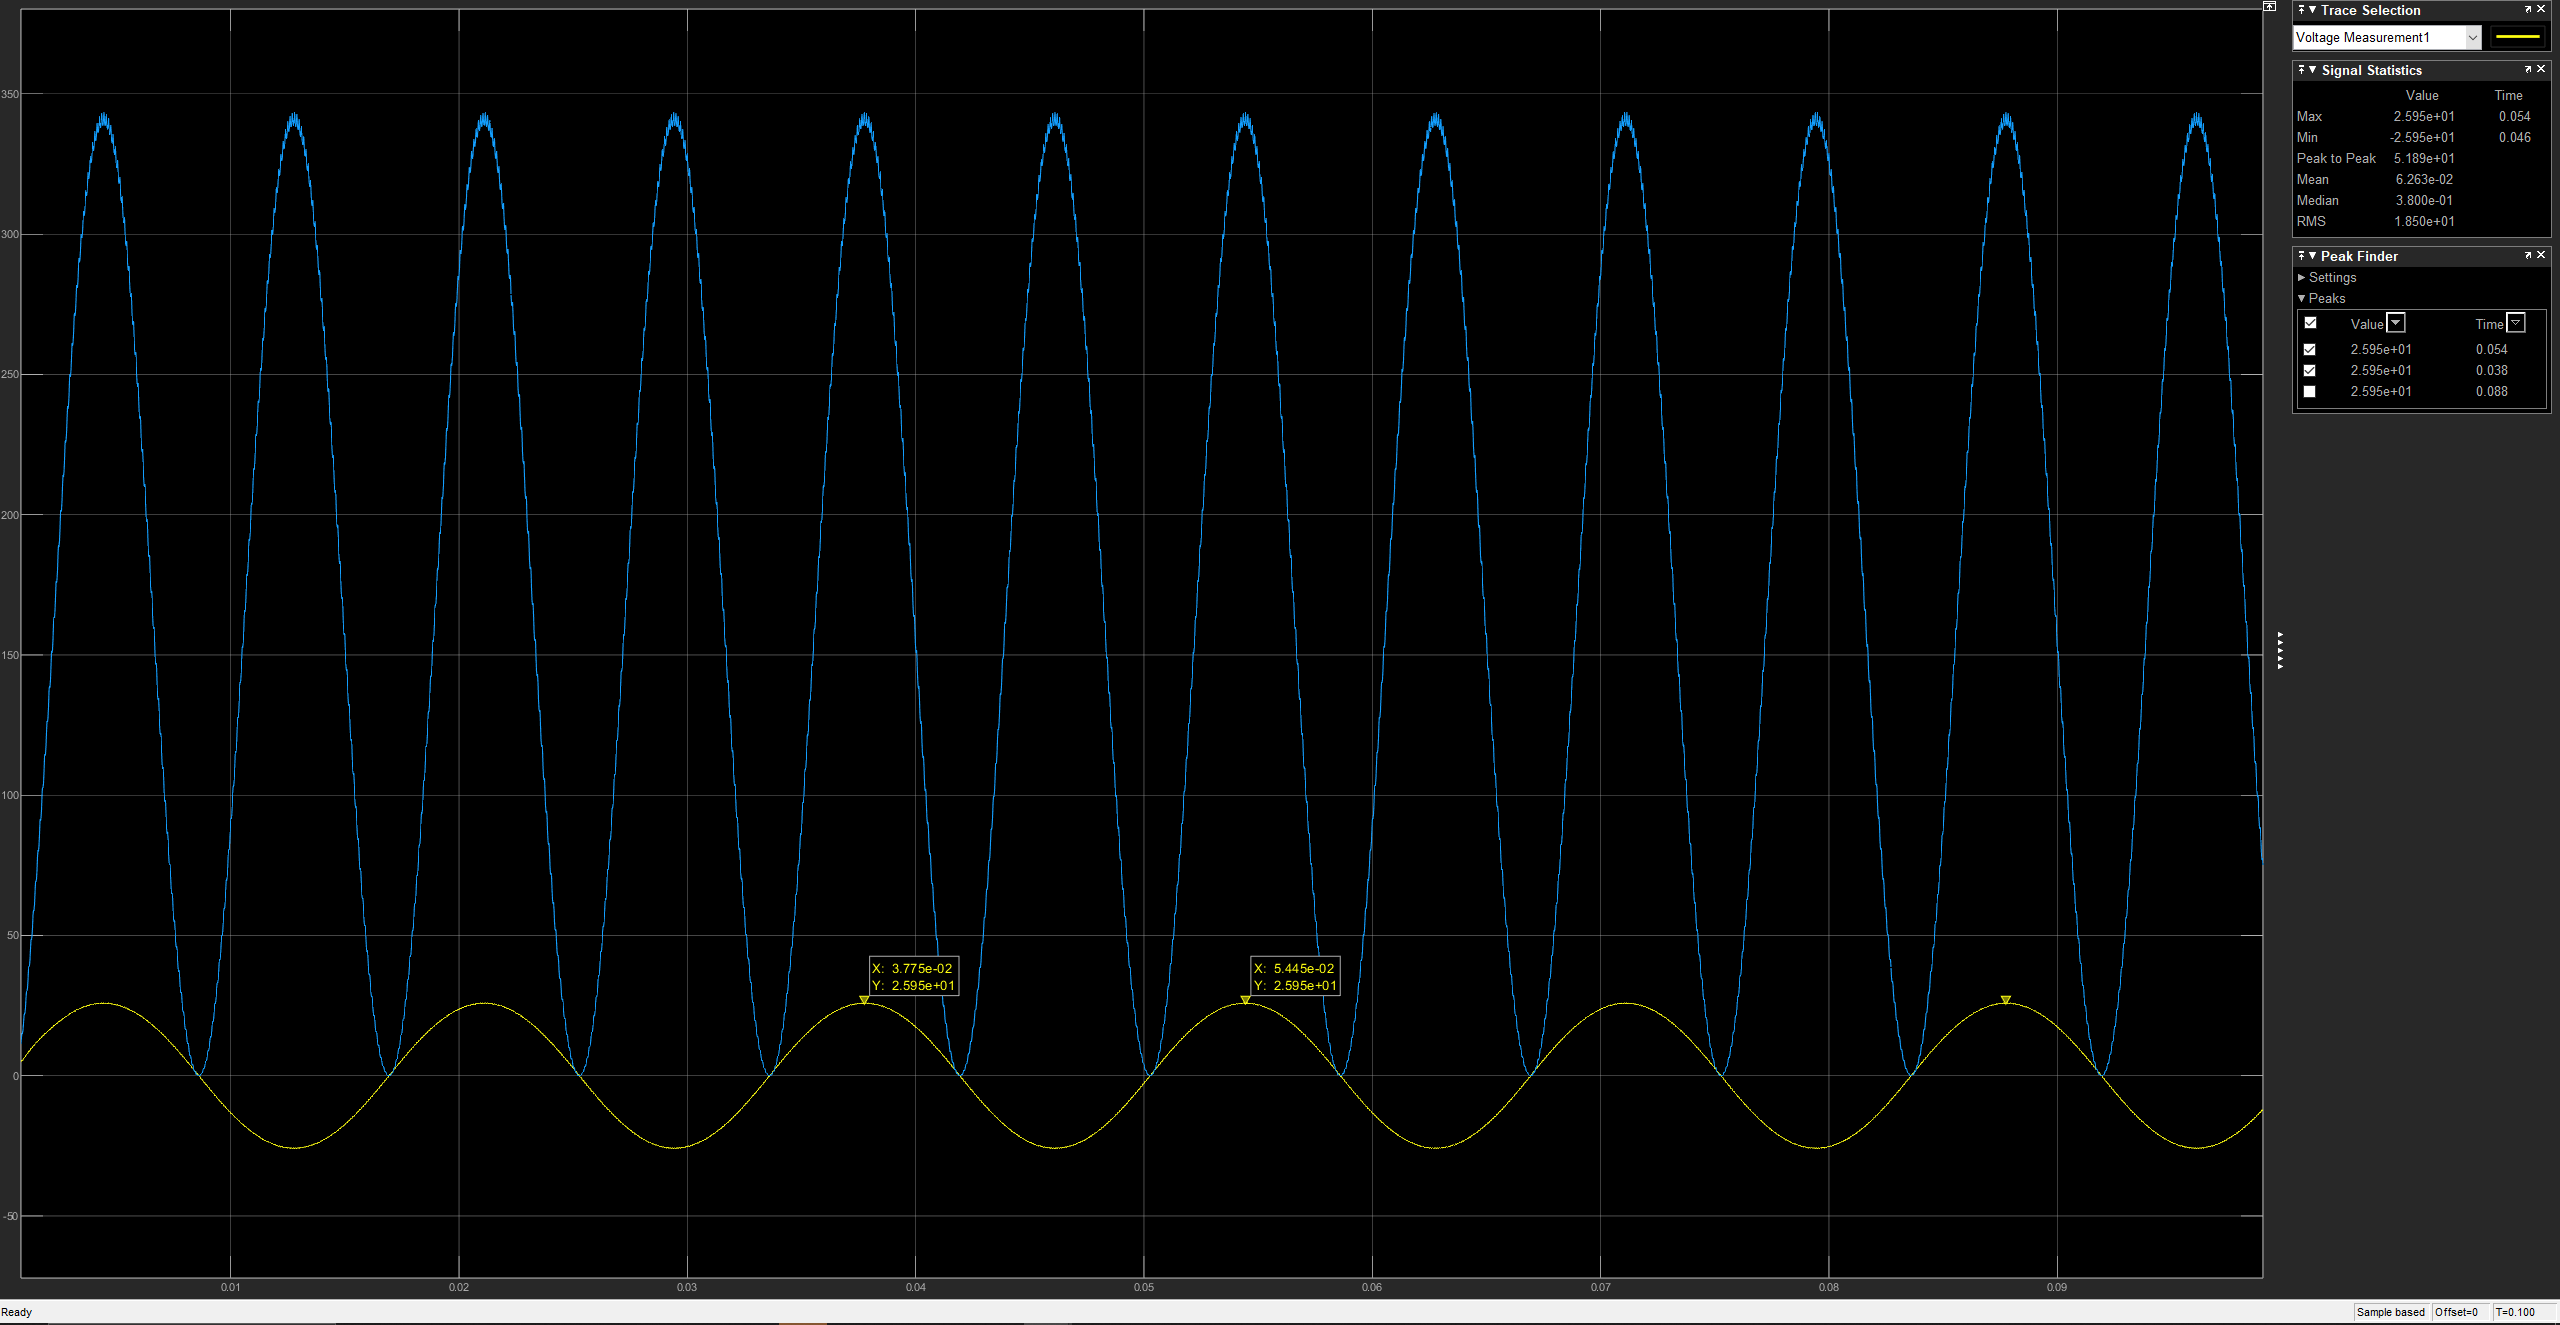 350
300
250
200
150
100
50
0
-50
0.01 0.02 0.03 0.04 0.05 0.06 0.07 0.08 0.09
X: 3.775e-02
Y: 2.595e+01
X: 5.445e-02
Y: 2.595e+01
Trace Selection
Voltage Measurement1
Signal Statistics
Value Time
Max 2.595e+01 0.054
Min -2.595e+01 0.046
Peak to Peak 5.189e+01
Mean 6.263e-02
Median 3.800e-01
RMS 1.850e+01
Peak Finder
Settings
Peaks
Value Time
2.595e+01 0.054
2.595e+01 0.038
2.595e+01 0.088
Ready Sample based Offset=0 T=0.100